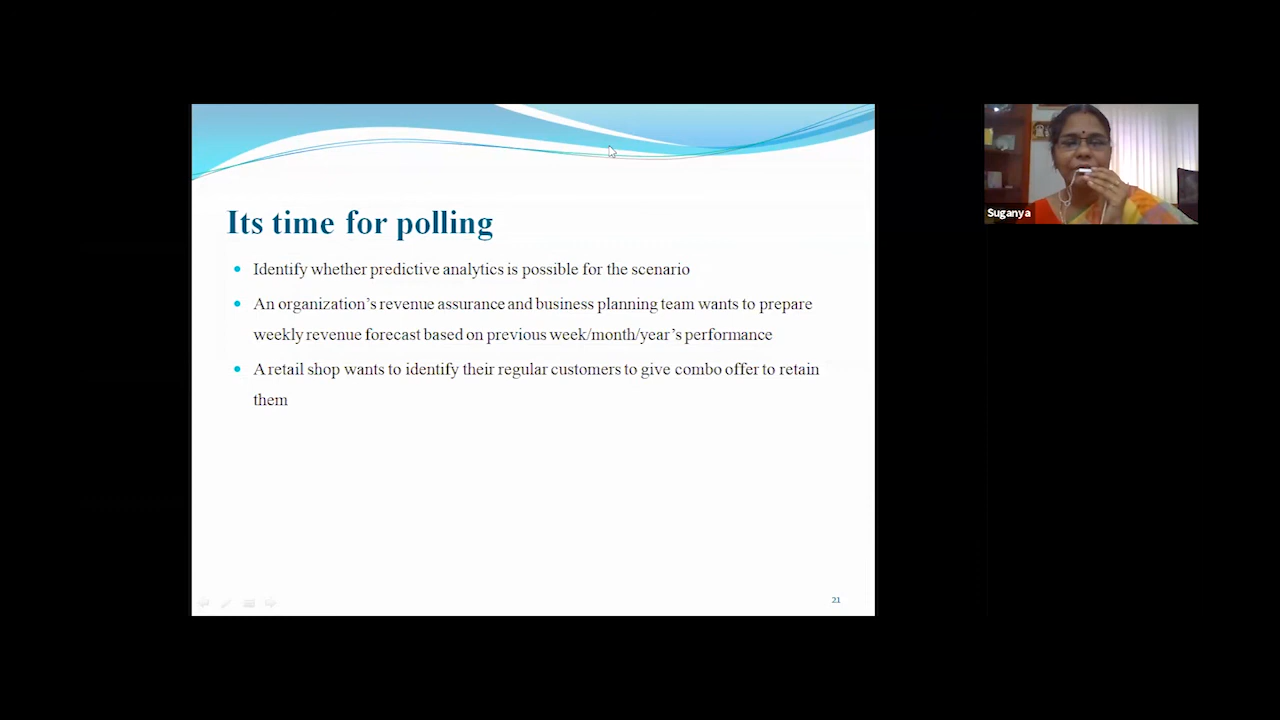 Its time for polling
Identify whether predictive analytics is possible for the scenario
An organization's revenue assurance and business planning team wants to prepare
weekly revenue forecast based on previous week/month/year's performance
A retail shop wants to identify their regular customers to give combo offer to retain
them
21
Suganya